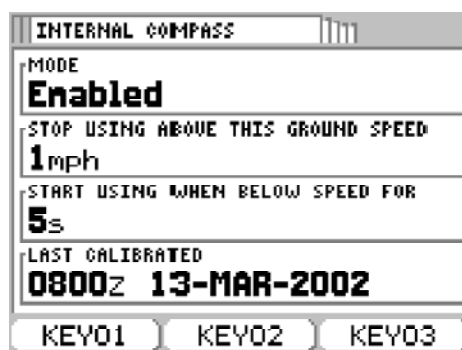 INTERNAL COMPASS
MODE
Enabled
STOP USING ABOVE THIS GROUND SPEED
1mph
START USING WHEN BELOW SPEED FOR
5s
LAST CALIBRATED
0800z 13-MAR-2002
KEY01 KEY02 KEY03